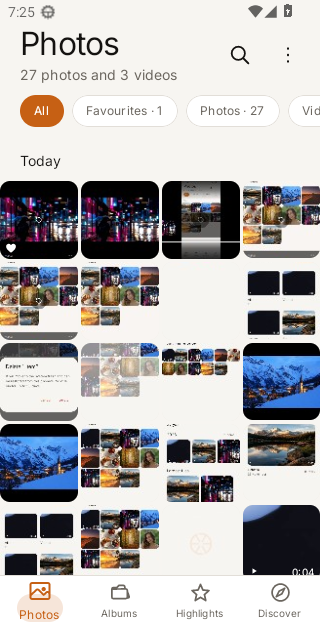 7:25
Photos
27 photos and 3 videos
All
Favourites · 1
Photos · 27
Vid
Today
0:04
Photos
Albums
Highlights
Discover